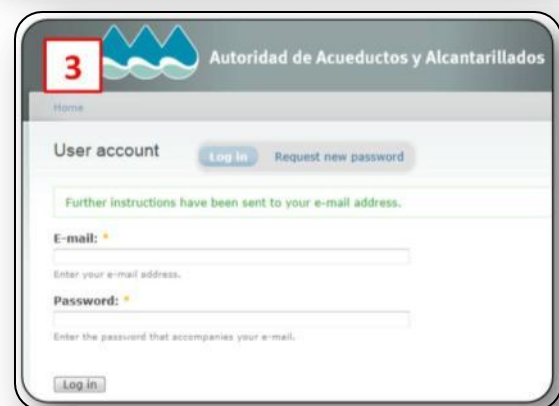 3
Autoridad de Acueductos y Alcantarillados
Home
User account
Log in
Request new password
Further instructions have been sent to your e-mail address.
E-mail: *
Enter your e-mail address.
Password: *
Enter the password that accompanies your e-mail.
Log in